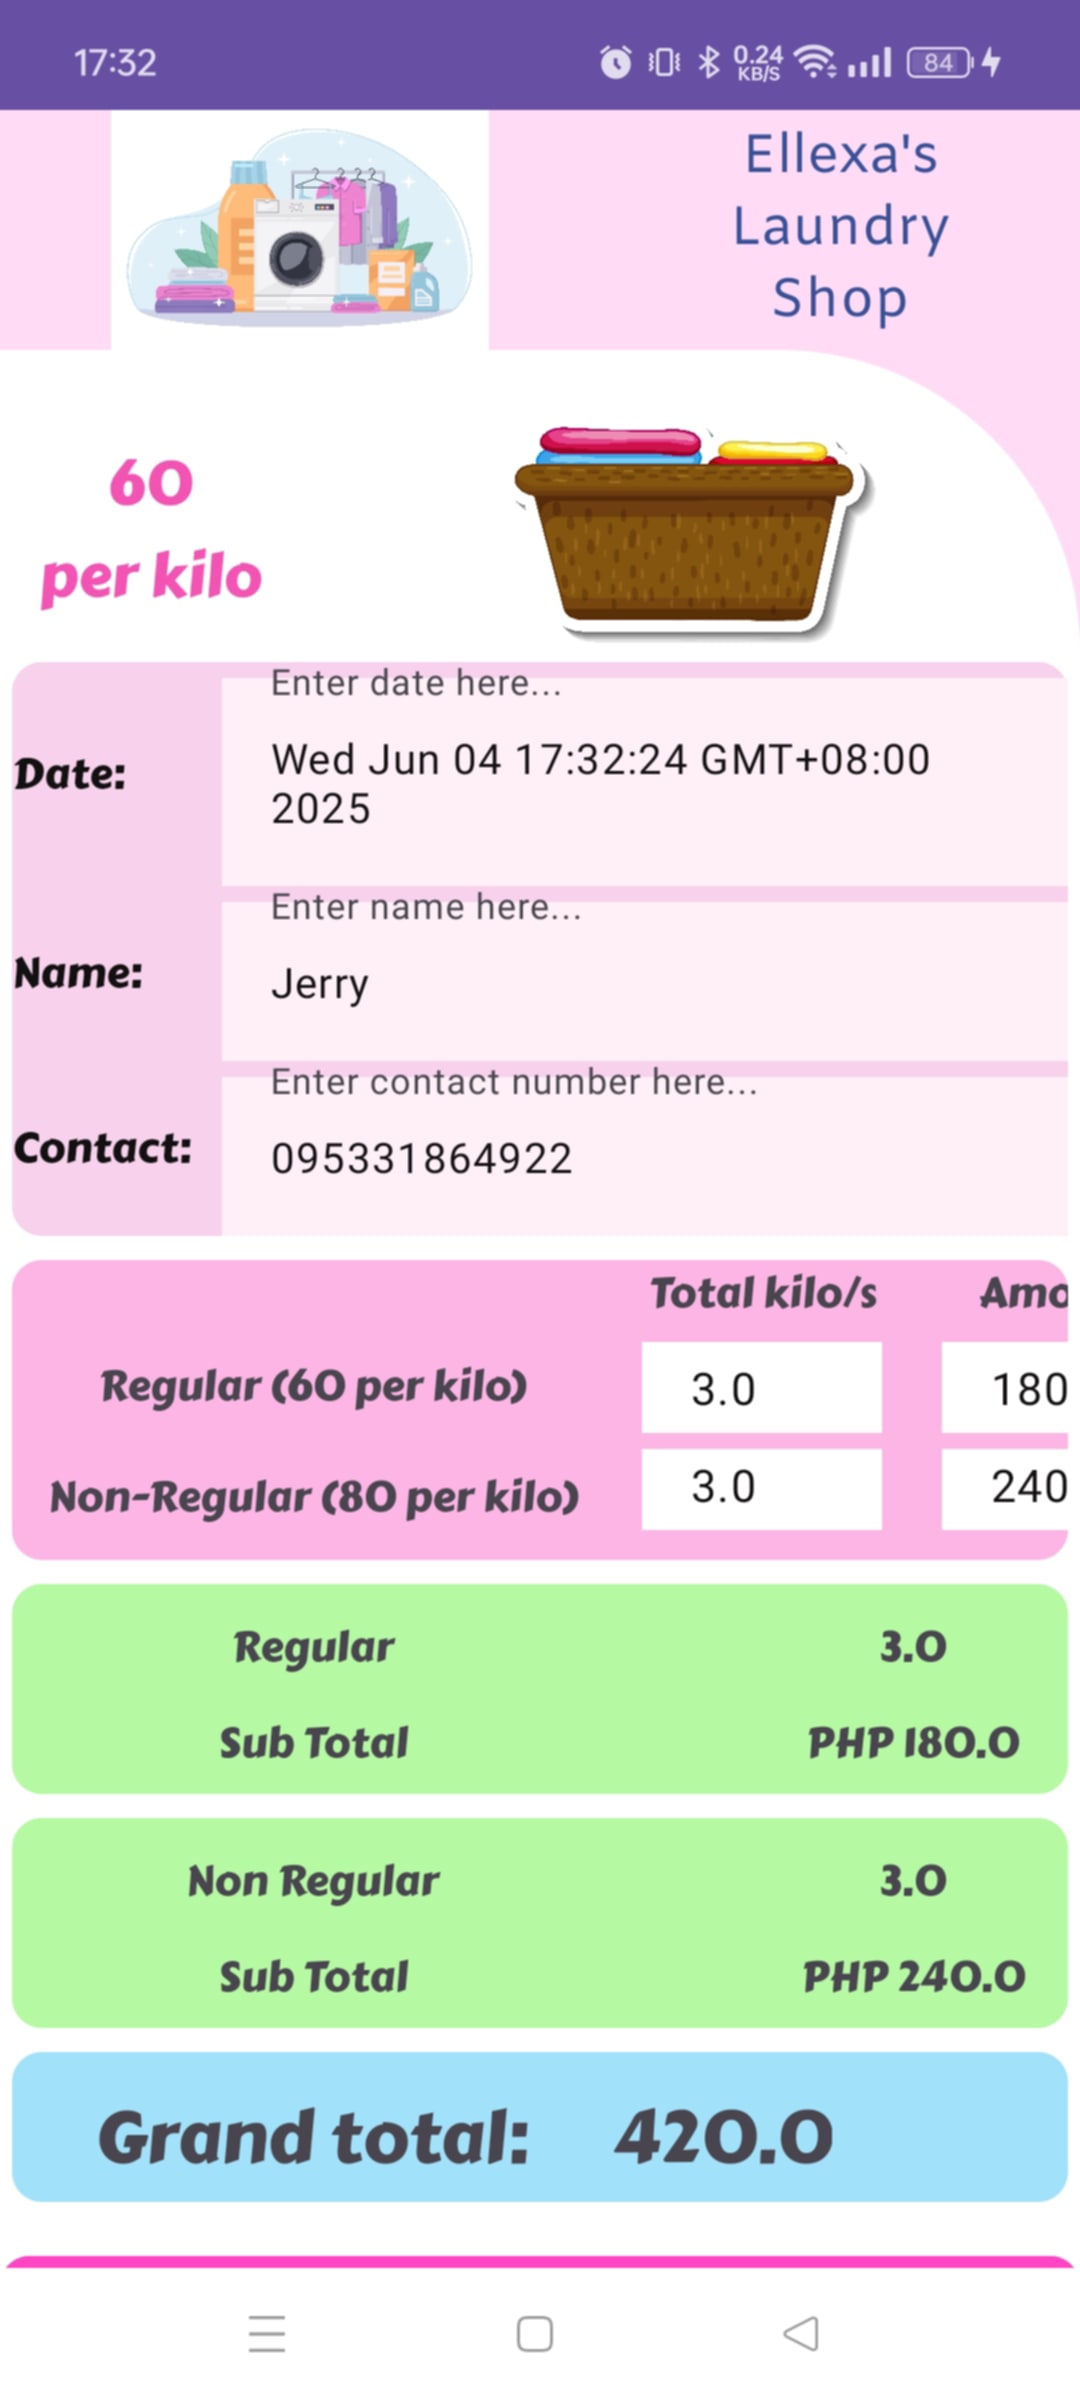 17:32
0.24
KB/S
84
Ellexa's
Laundry
Shop
60
per kilo
Enter date here...
Date:
Wed Jun 04 17:32:24 GMT+08:00
2025
Enter name here...
Name:
Jerry
Enter contact number here...
Contact:
095331864922
Total kilo/s Amo
Regular (60 per kilo) 3.0 180
Non-Regular (80 per kilo) 3.0 240
Regular 3.0
Sub Total PHP 180.0
Non Regular 3.0
Sub Total PHP 240.0
Grand total: 420.0